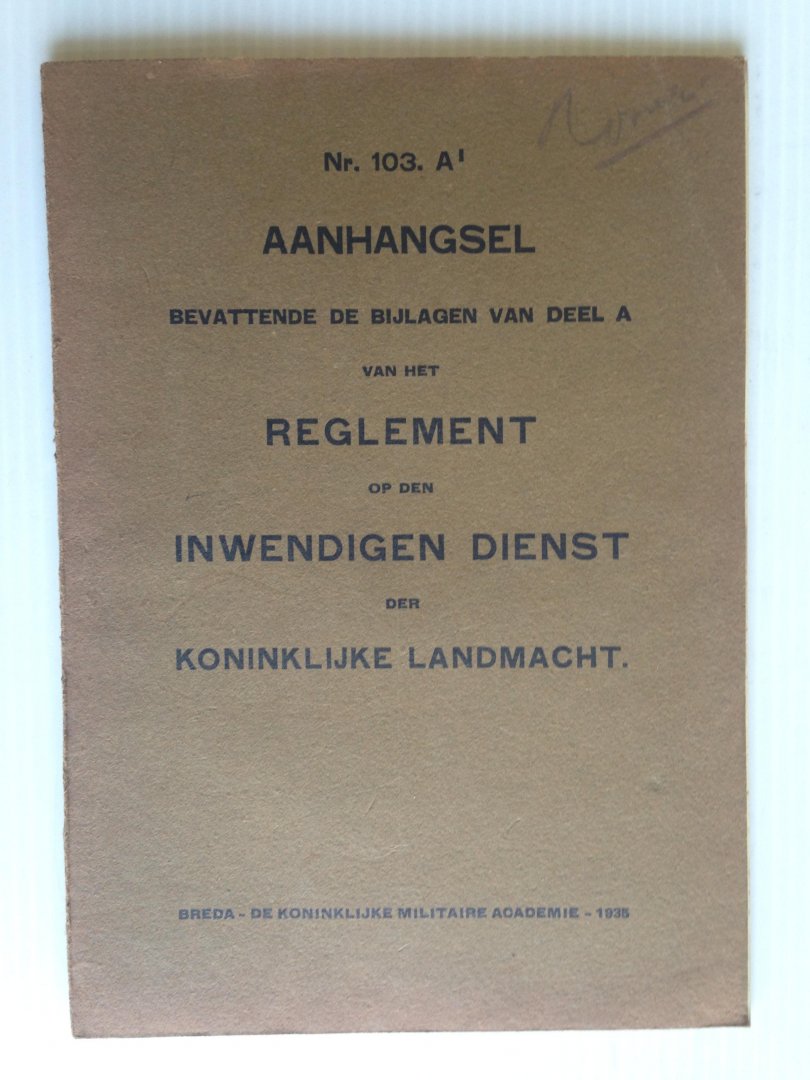 Nr. 103. A¹
AANHANGSEL
BEVATTENDE DE BIJLAGEN VAN DEEL A
VAN HET
REGLEMENT
OP DEN
INWENDIGEN DIENST
DER
KONINKLIJKE LANDMACHT.
BREDA - DE KONINKLIJKE MILITAIRE ACADEMIE - 1935